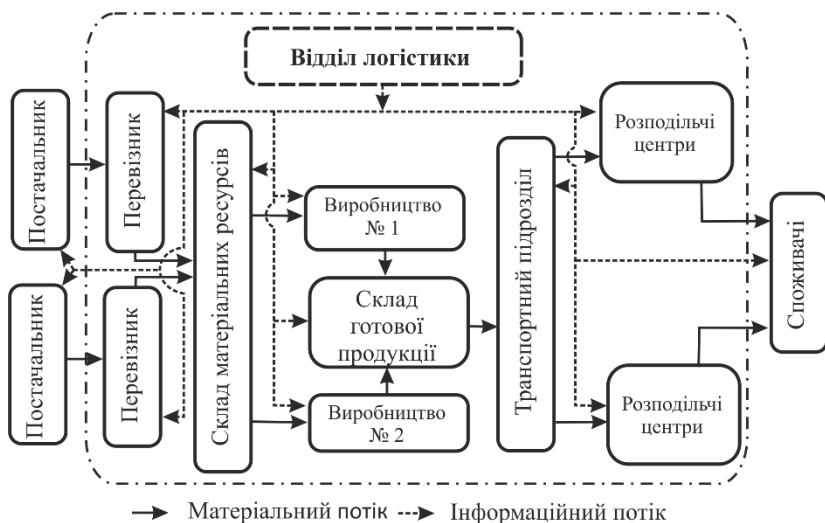 Відділ логістики
Постачальник
Перевізник
Склад матеріальних ресурсів
Виробництво
№ 1
Склад
готової
продукції
Виробництво
№ 2
Транспортний підрозділ
Розподільчі
центри
Споживачі
Постачальник
Перевізник
Розподільчі
центри
Матеріальний потік
Інформаційний потік